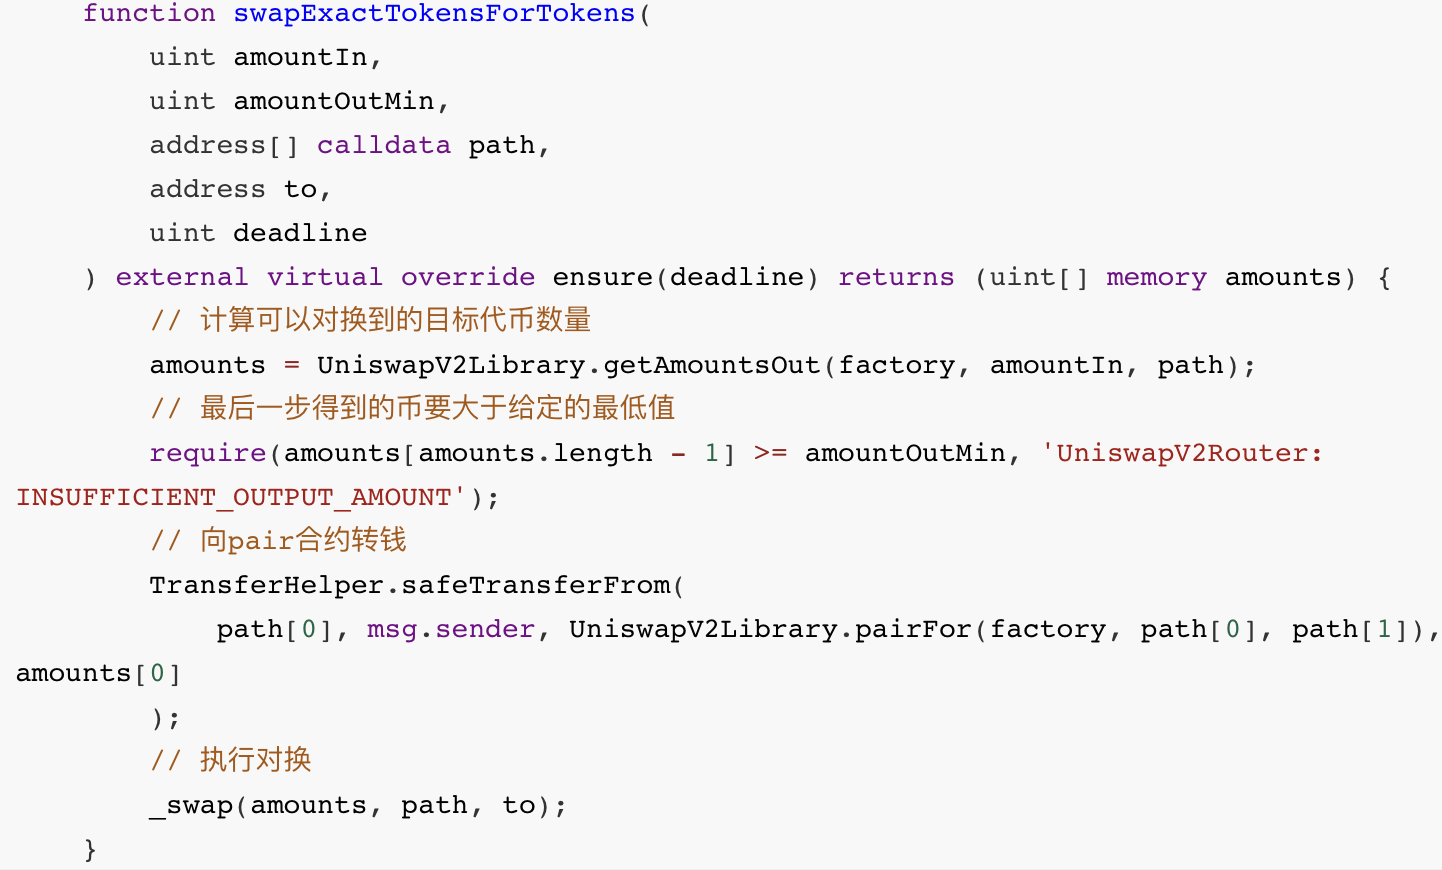 function swapExactTokensForTokens(
uint amountIn,
uint amountOutMin,
address[] calldata path,
address to,
uint deadline
) external virtual override ensure(deadline) returns (uint[] memory amounts) {
// 计算可以对换到的目标代币数量
amounts = UniswapV2Library.getAmountsOut(factory, amountIn, path);
// 最后一步得到的币要大于给定的最低值
require(amounts[amounts.length - 1] >= amountOutMin, 'UniswapV2Router:
INSUFFICIENT_OUTPUT_AMOUNT');
// 向pair合约转钱
TransferHelper.safeTransferFrom(
path[0], msg.sender, UniswapV2Library.pairFor(factory, path[0], path[1]),
amounts[0]
);
// 执行对换
_swap(amounts, path, to);
}